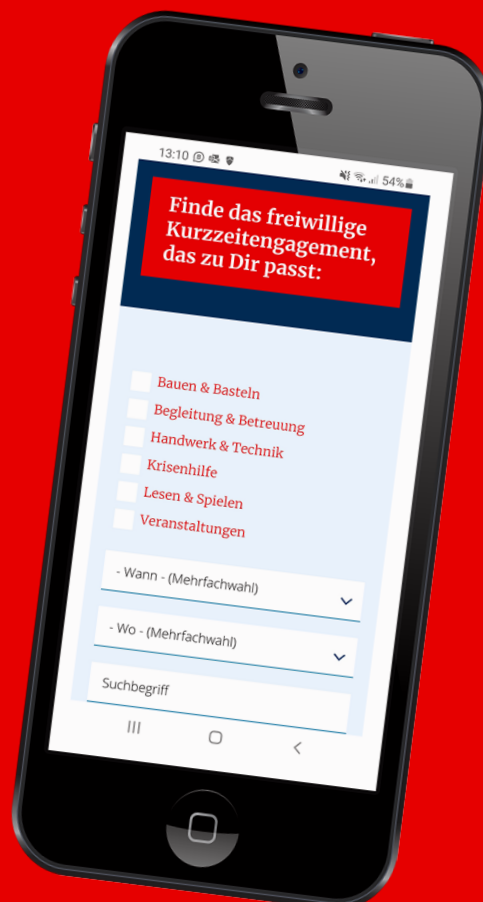 13:10
54%
Finde das freiwillige
Kurzzeitengagement,
das zu Dir passt:
Bauen & Basteln
Begleitung & Betreuung
Handwerk & Technik
Krisenhilfe
Lesen & Spielen
Veranstaltungen
- Wann - (Mehrfachwahl)
- Wo - (Mehrfachwahl)
Suchbegriff